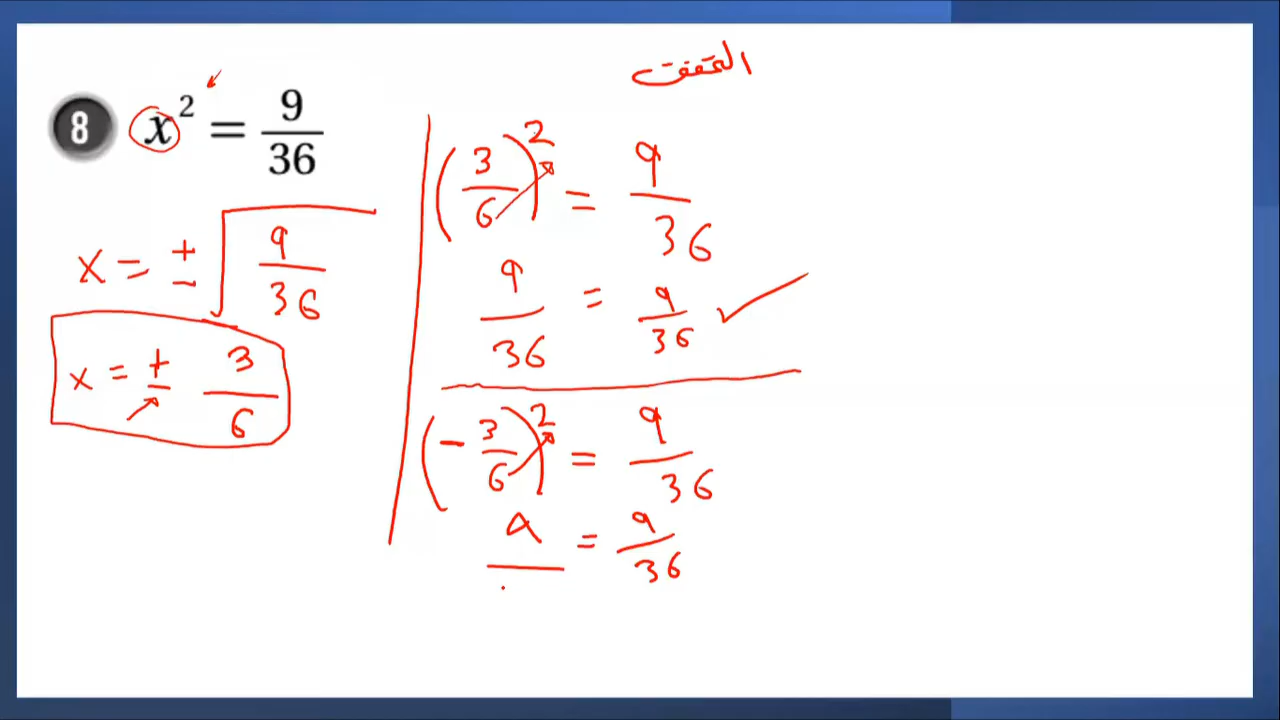 8 x² = 9/36
x = ± √(9/36)
x = ± 3/6
التحقق
(3/6)² = 9/36
9/36 = 9/36 ✓
(-3/6)² = 9/36
9/ = 9/36